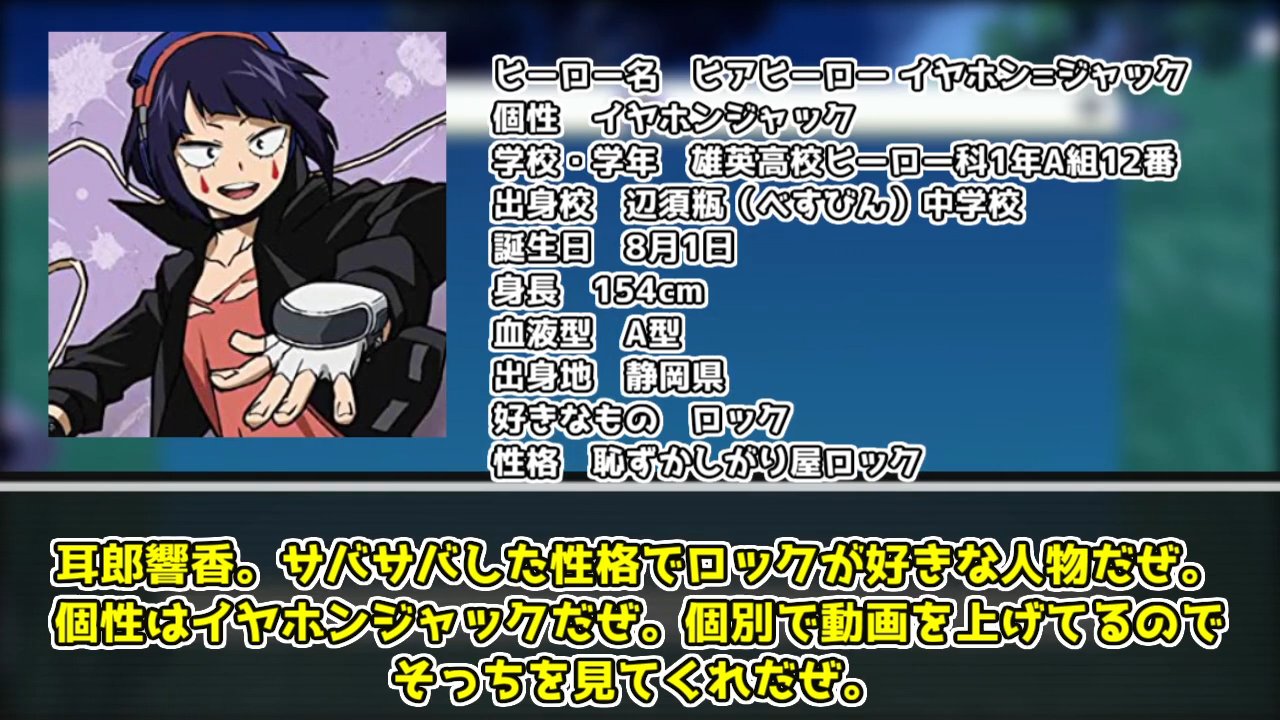 ヒーロー名　ヒアヒーロー イヤホン=ジャック
個性　イヤホンジャック
学校・学年　雄英高校ヒーロー科1年A組12番
出身校　辺須瓶（べすびん）中学校
誕生日　8月1日
身長　154cm
血液型　A型
出身地　静岡県
好きなもの　ロック
性格　恥ずかしがり屋ロック
耳郎響香。サバサバした性格でロックが好きな人物だぜ。
個性はイヤホンジャックだぜ。個別で動画を上げてるので
そっちを見てくれだぜ。